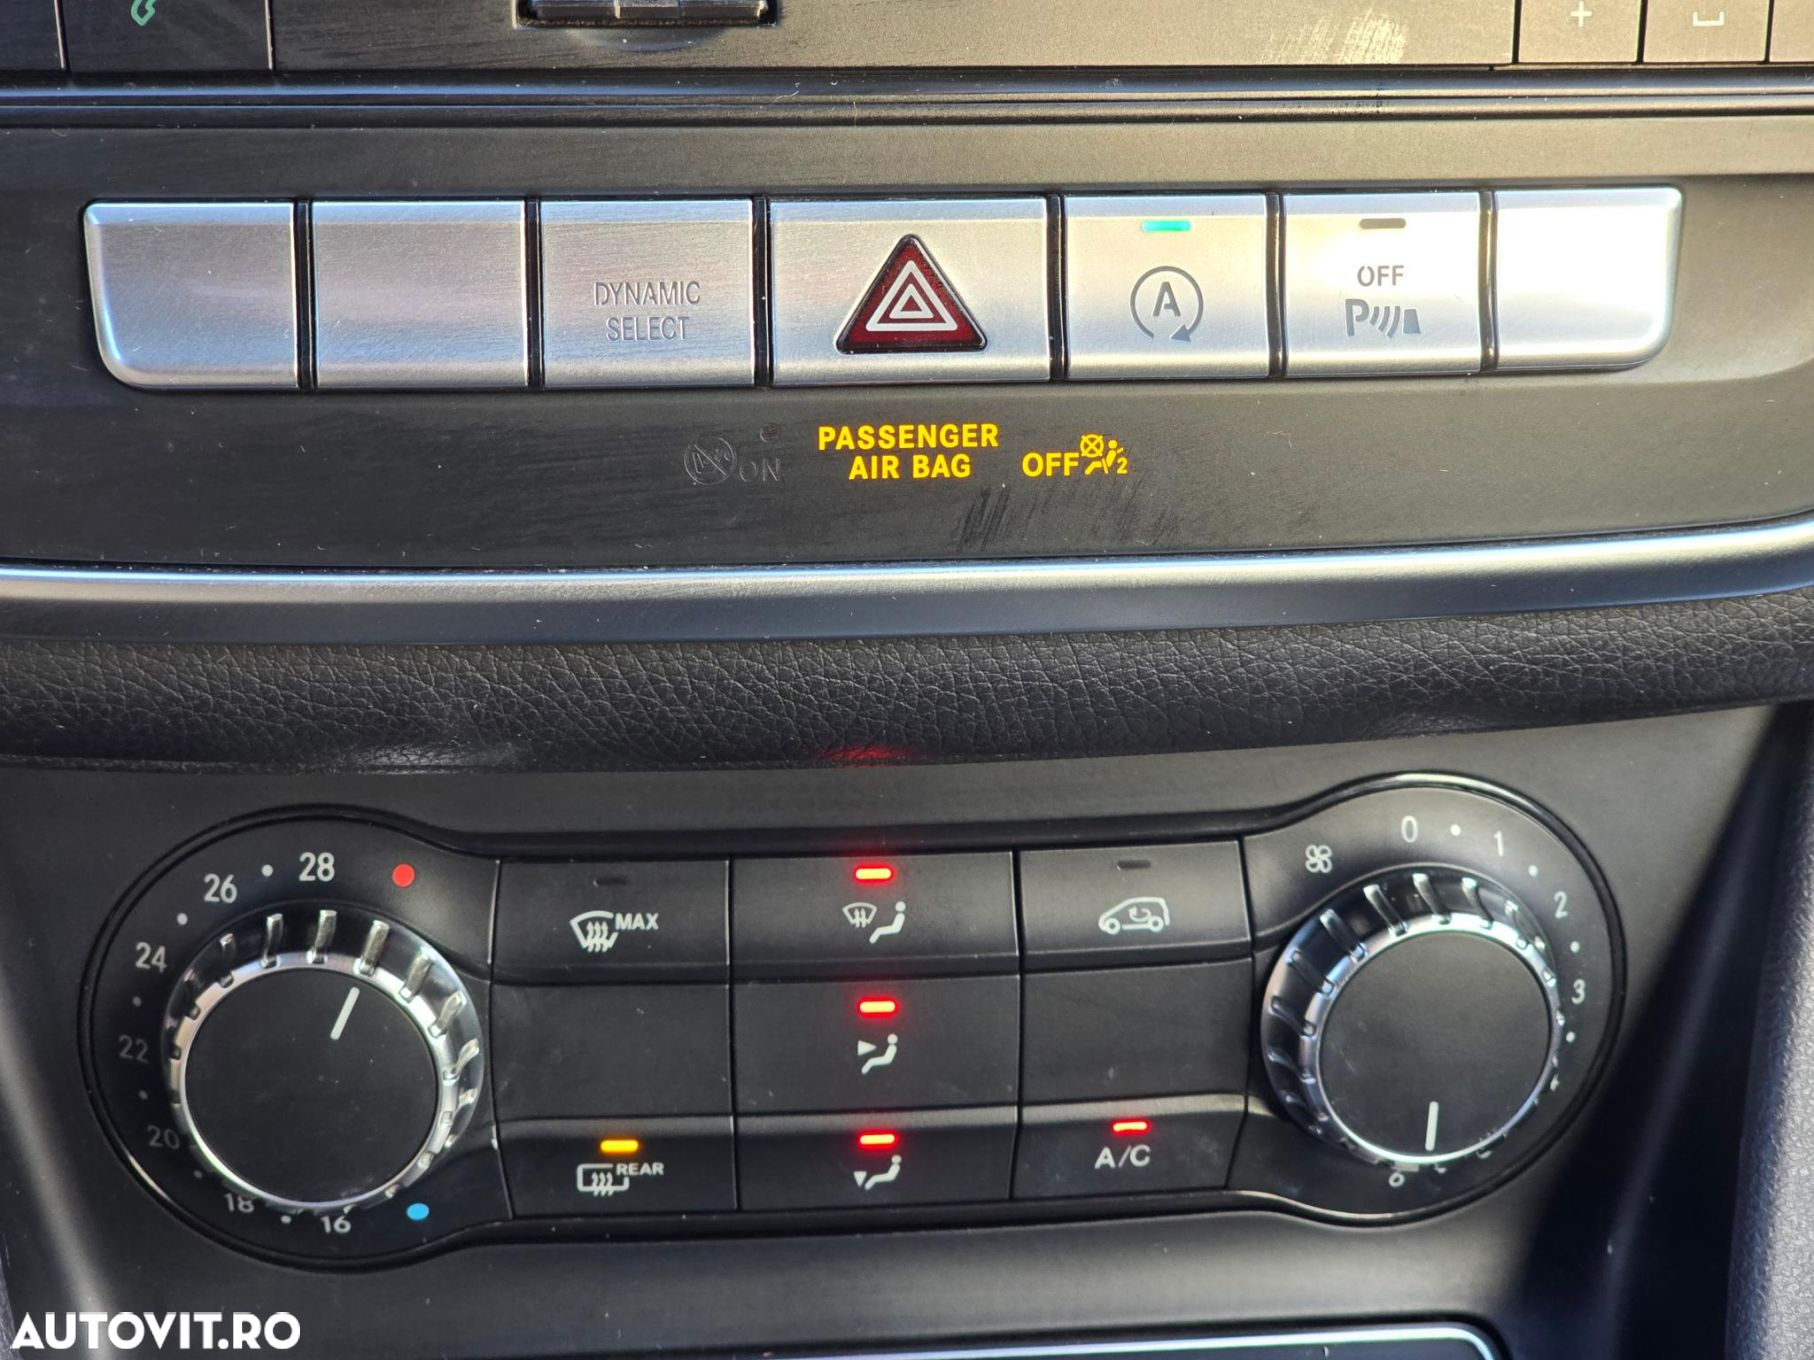 +
DYNAMIC
SELECT
A
OFF
P
ON
PASSENGER
AIR BAG
OFF
2
28
26
24
22
20
18
16
MAX
REAR
A/C
0
1
2
3
6
AUTOVIT.RO